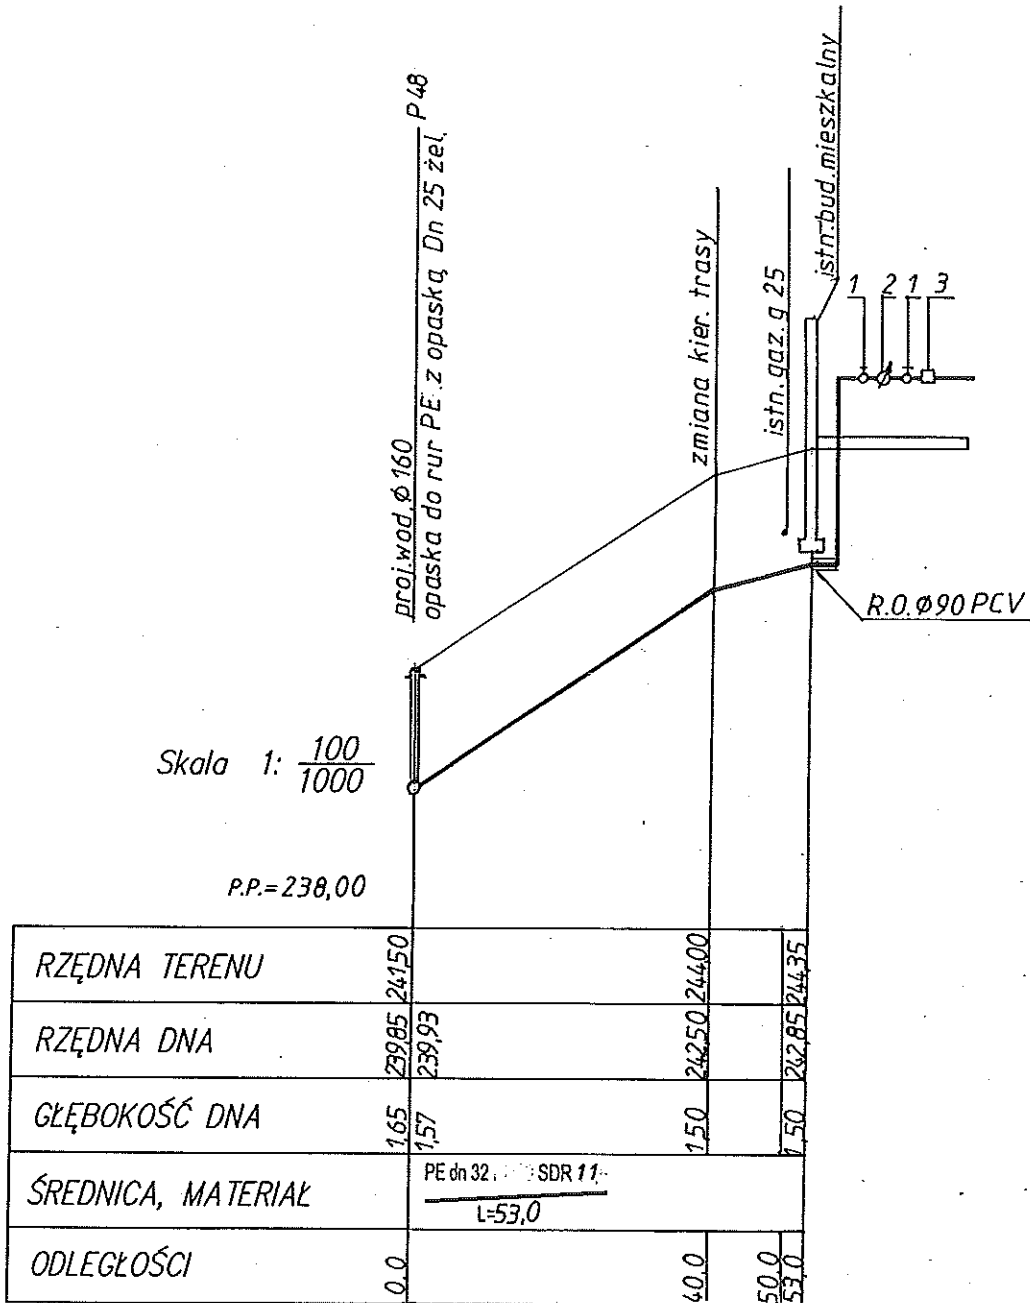 proj.wod.Ø160 P48
opaska do rur PE.z opaską Dn 25 żel.
zmiana kier. trasy
istn.gaz.g 25
istn.bud.mieszkalny
1 2 1 3
R.O.Ø90 PCV
Skala 1: 100
1000
P.P.=238,00
RZĘDNA TERENU 241,50 244,00 244,35
RZĘDNA DNA 239,85 239,93 242,50 242,85
GŁĘBOKOŚĆ DNA 1,65 1,57 1,50 1,50
ŚREDNICA, MATERIAŁ PE dn 32 SDR 11
L=53,0
ODLEGŁOŚCI 0.0 40.0 50.0 53.0